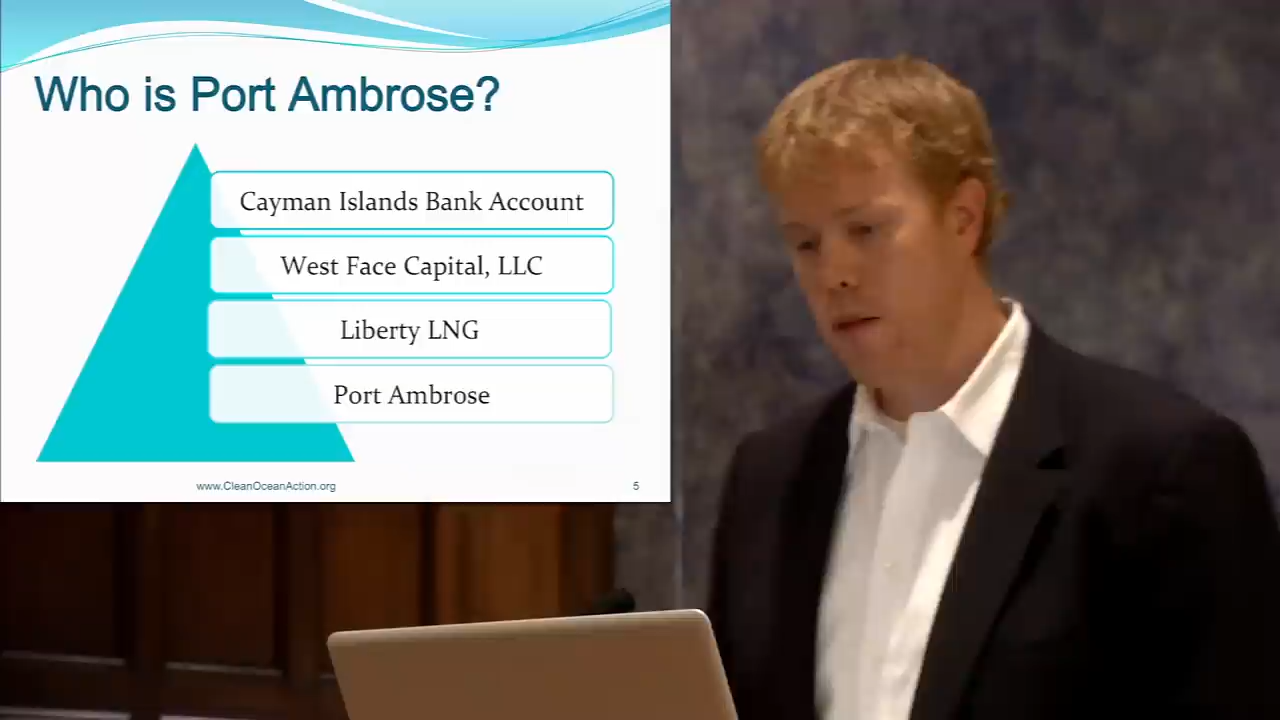 Who is Port Ambrose?
Cayman Islands Bank Account
West Face Capital, LLC
Liberty LNG
Port Ambrose
www.CleanOceanAction.org
5